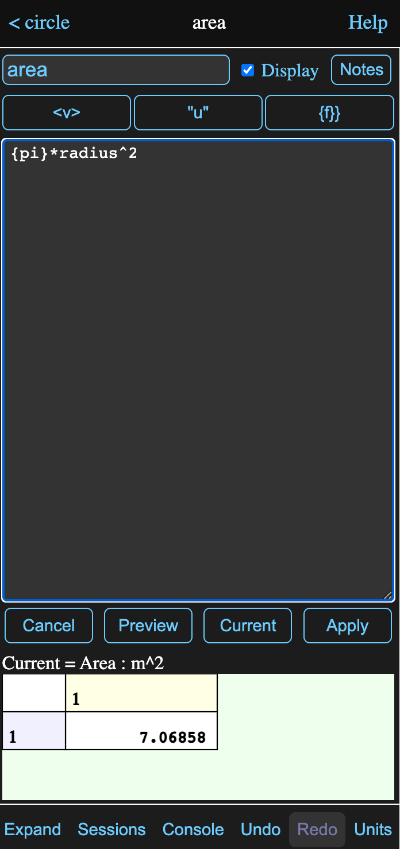 < circle area Help
area Display Notes
<v> "u" {f}}
{pi}*radius^2
Cancel Preview Current Apply
Current = Area : m^2
1
1 7.06858
Expand Sessions Console Undo Redo Units